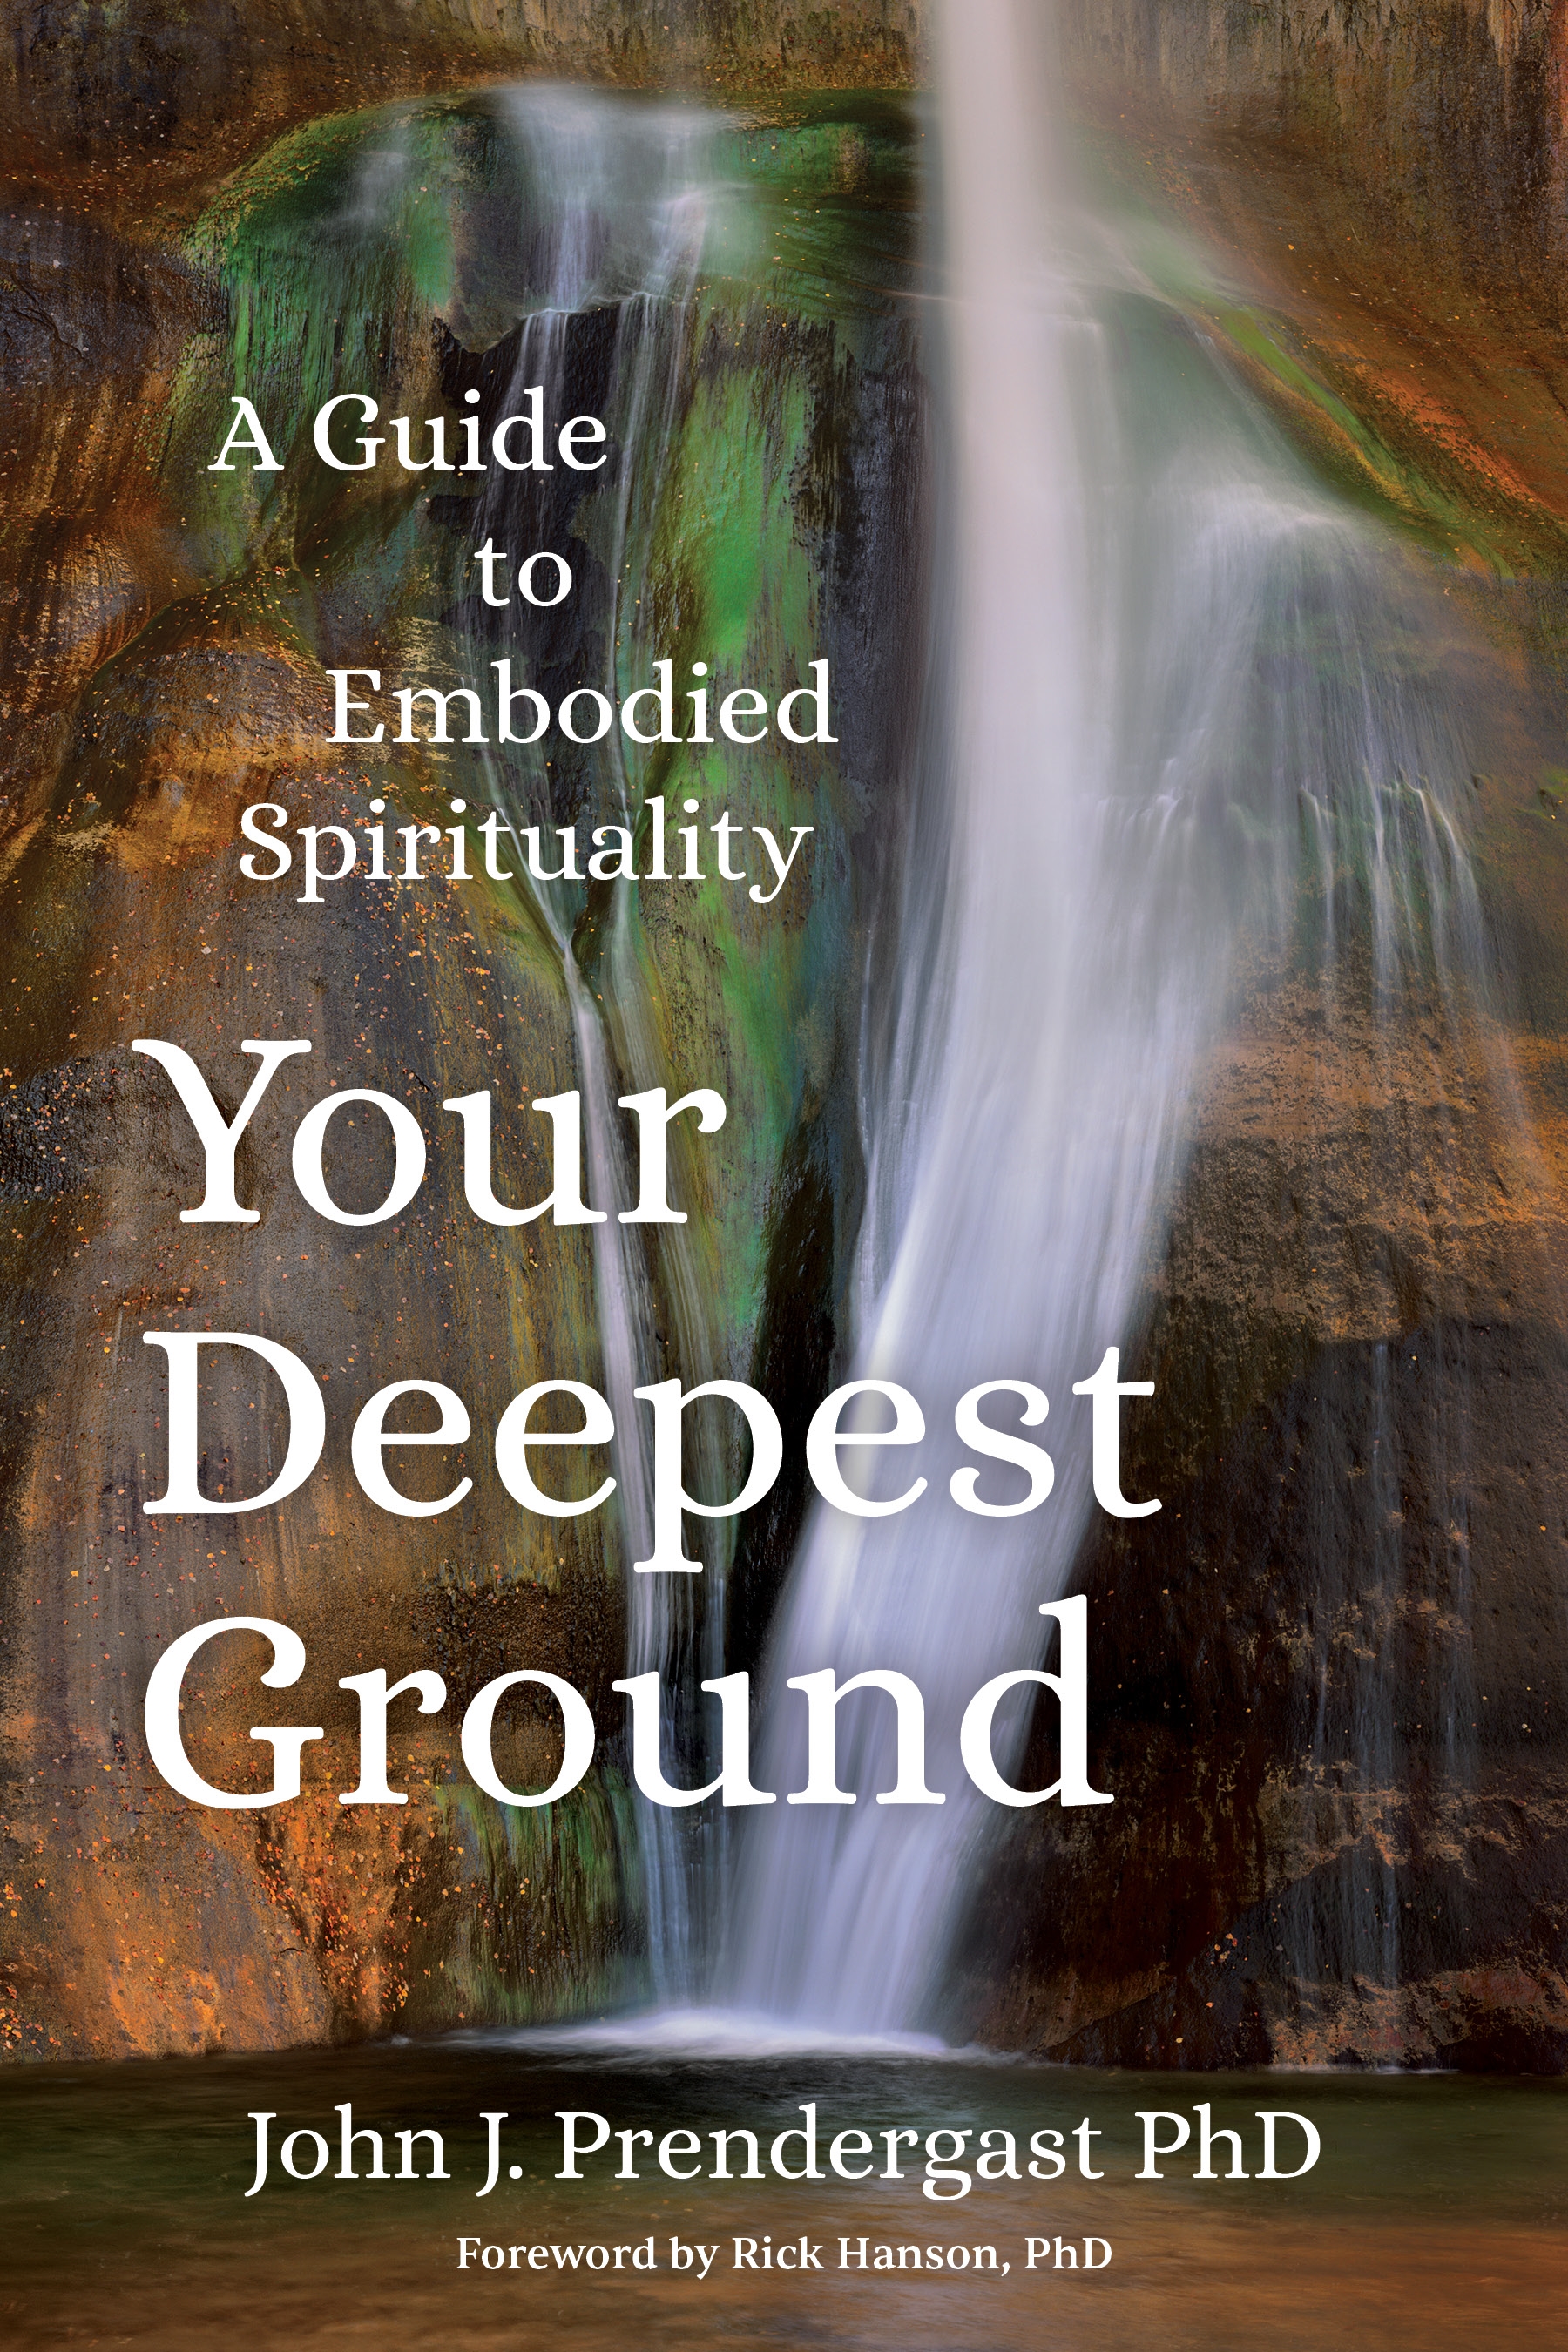 A Guide
to
Embodied
Spirituality
Your
Deepest
Ground
John J. Prendergast PhD
Foreword by Rick Hanson, PhD